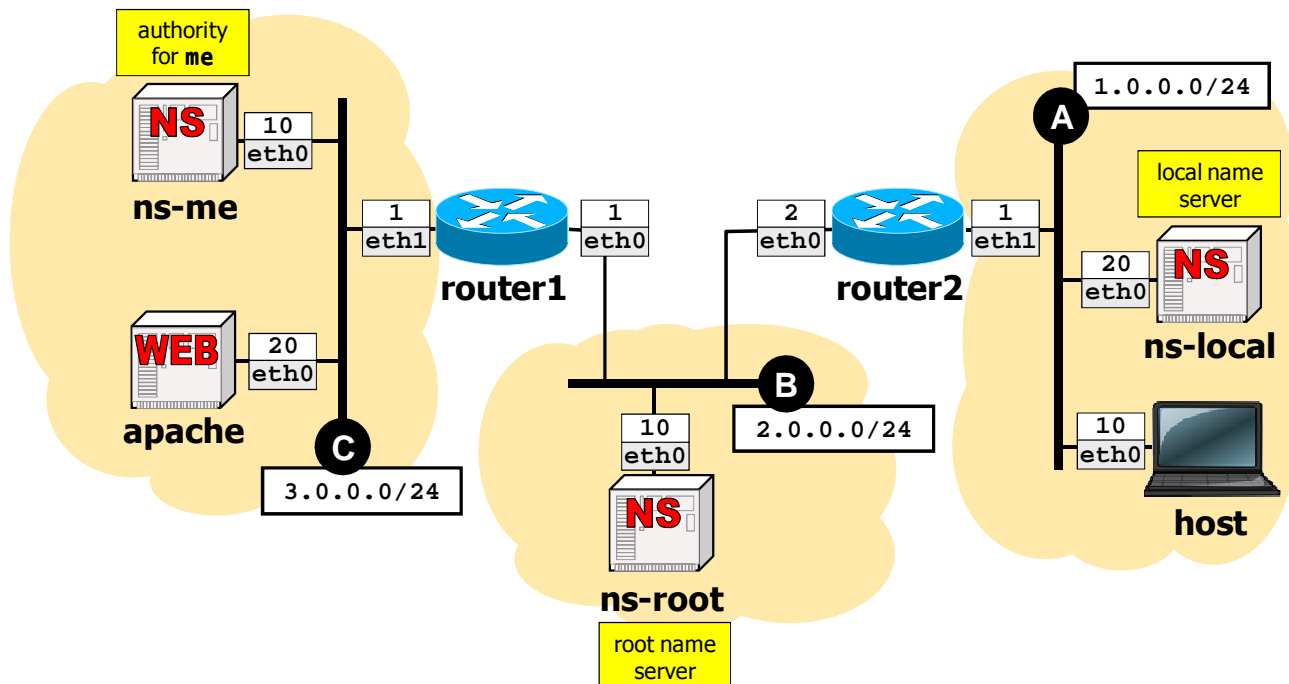 authority
for me
NS
10
eth0
ns-me
1
eth1
router1
1
eth0
WEB
20
eth0
apache
C
3.0.0.0/24
2
eth0
router2
1
eth1
A
1.0.0.0/24
local name
server
20
eth0
NS
ns-local
10
eth0
host
B
2.0.0.0/24
10
eth0
NS
ns-root
root name
server